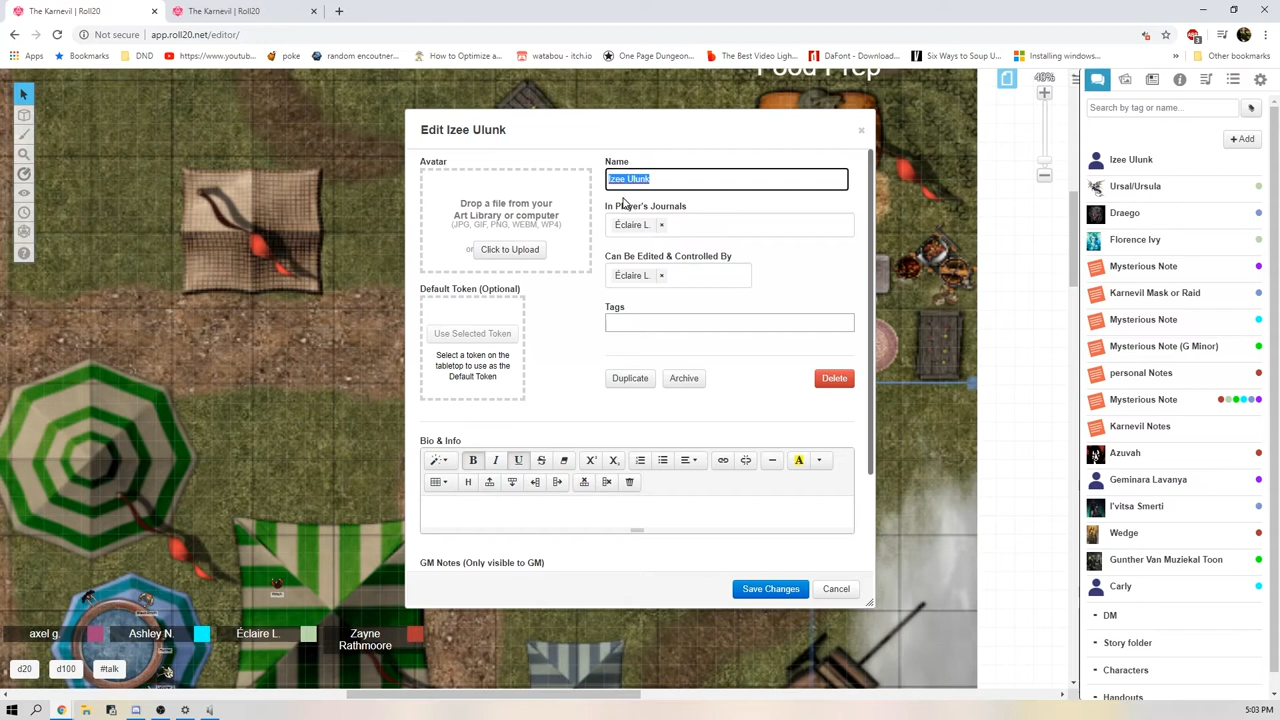 The Karnevil | Roll20
The Karnevil | Roll20
Not secure | app.roll20.net/editor/
Apps
Bookmarks
DND
https://www.youtub...
poke
random encoutner...
How to Optimize a...
watabou - itch.io
One Page Dungeon...
The Best Video Ligh...
DaFont - Download...
Six Ways to Soup U...
Installing windows...
Other bookmarks
Food Prep
48%
Search by tag or name...
+ Add
Edit Izee Ulunk
Avatar
Drop a file from your
Art Library or computer
(JPG, GIF, PNG, WEBM, WP4)
or Click to Upload
Default Token (Optional)
Use Selected Token
Select a token on the
tabletop to use as the
Default Token
Name
Izee Ulunk
In Player's Journals
Éclaire L. ×
Can Be Edited & Controlled By
Éclaire L. ×
Tags
Duplicate
Archive
Delete
Bio & Info
GM Notes (Only visible to GM)
Save Changes
Cancel
Izee Ulunk
Ursal/Ursula
Draego
Florence Ivy
Mysterious Note
Karnevil Mask or Raid
Mysterious Note
Mysterious Note (G Minor)
personal Notes
Mysterious Note
Karnevil Notes
Azuvah
Geminara Lavanya
I'vitsa Smerti
Wedge
Gunther Van Muziekal Toon
Carly
DM
Story folder
Characters
Handouts
axel g.
Ashley N.
Éclaire L.
Zayne
Rathmoore
d20
d100
#talk
5:03 PM